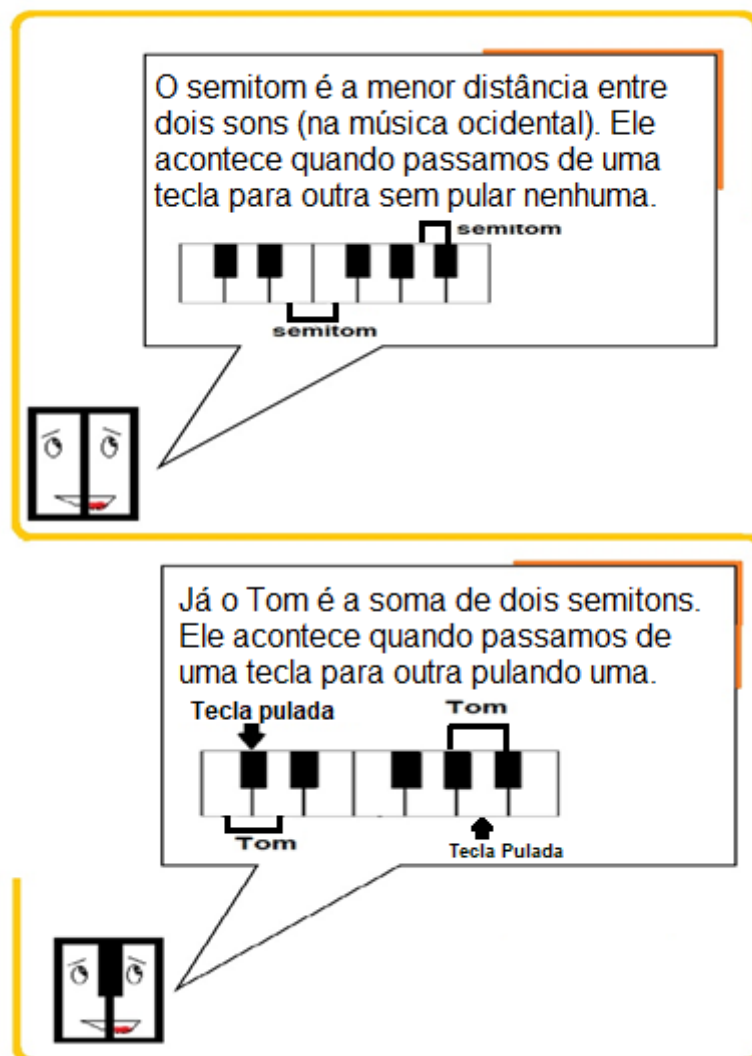 O semitom é a menor distância entre
dois sons (na música ocidental). Ele
acontece quando passamos de uma
tecla para outra sem pular nenhuma.
semitom
semitom
Já o Tom é a soma de dois semitons.
Ele acontece quando passamos de
uma tecla para outra pulando uma.
Tecla pulada
Tom
Tom
Tecla Pulada